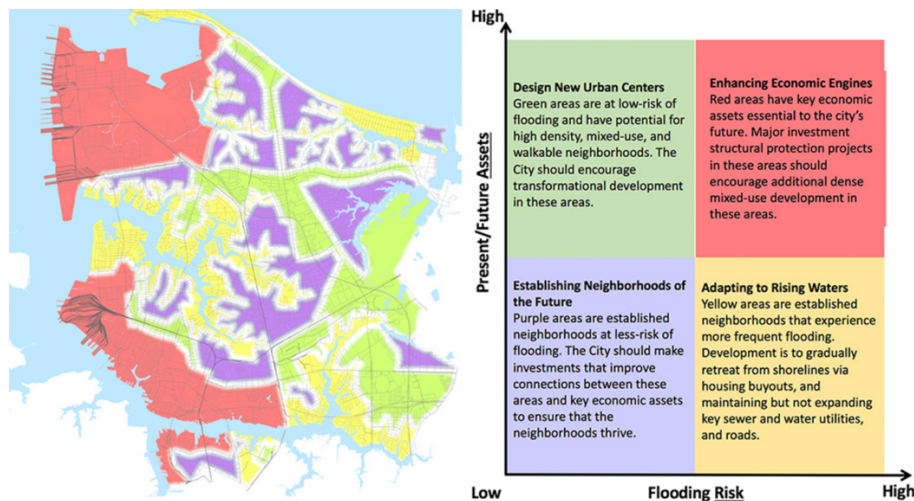 High
Present/Future Assets
Design New Urban Centers
Green areas are at low-risk of
flooding and have potential for
high density, mixed-use, and
walkable neighborhoods. The
City should encourage
transformational development
in these areas.
Enhancing Economic Engines
Red areas have key economic
assets essential to the city's
future. Major investment
structural protection projects
in these areas should
encourage additional dense
mixed-use development in
these areas.
Establishing Neighborhoods of
the Future
Purple areas are established
neighborhoods at less-risk of
flooding. The City should make
investments that improve
connections between these
areas and key economic assets
to ensure that the
neighborhoods thrive.
Adapting to Rising Waters
Yellow areas are established
neighborhoods that experience
more frequent flooding.
Development is to gradually
retreat from shorelines via
housing buyouts, and
maintaining but not expanding
key sewer and water utilities,
and roads.
Low
Flooding Risk
High